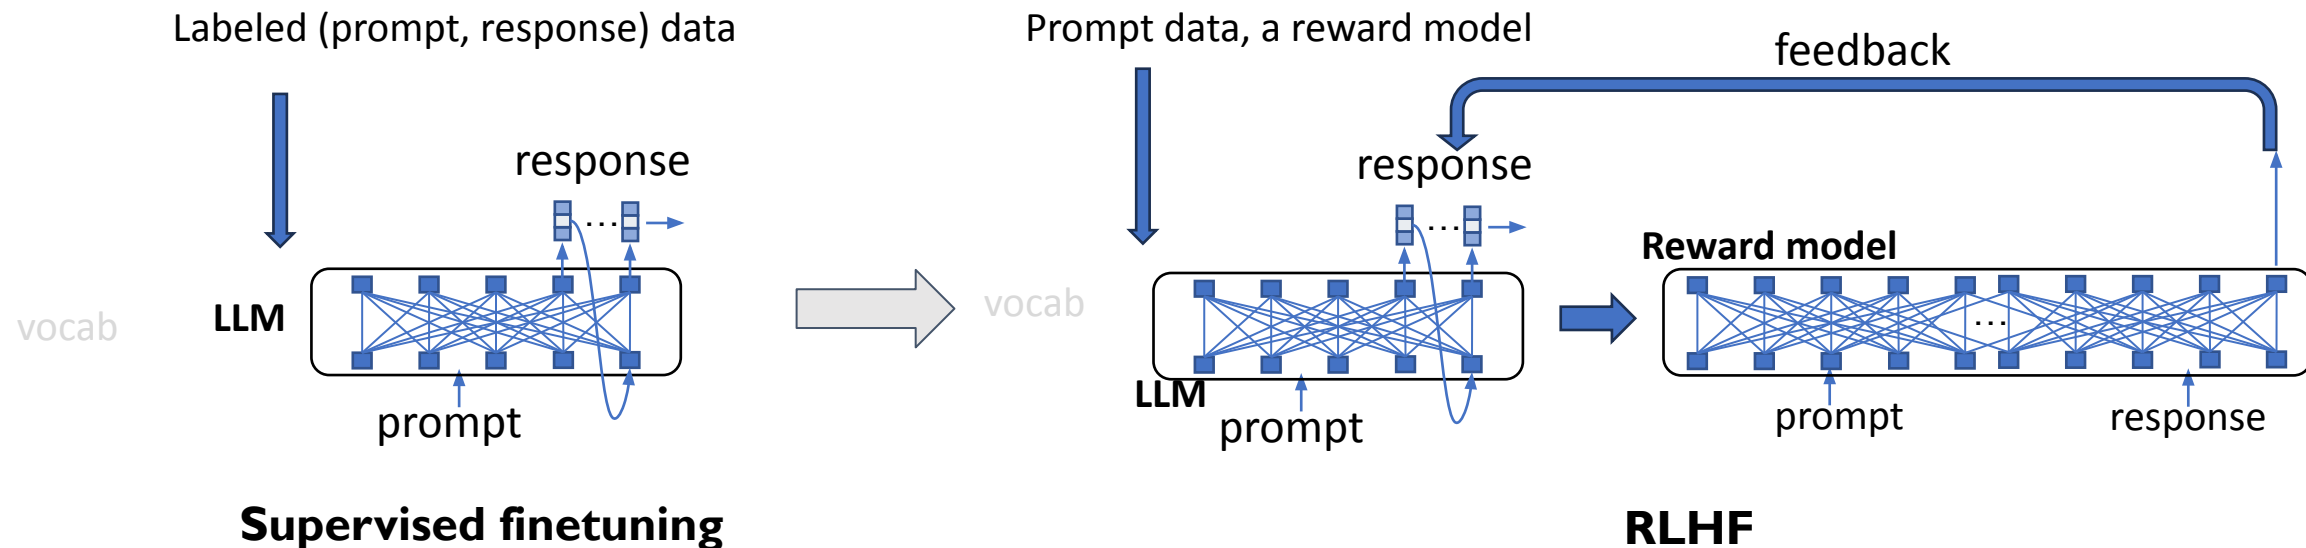 Labeled (prompt, response) data
response
vocab
LLM
prompt
Supervised finetuning
Prompt data, a reward model
feedback
response
vocab
LLM
prompt
Reward model
prompt
response
RLHF